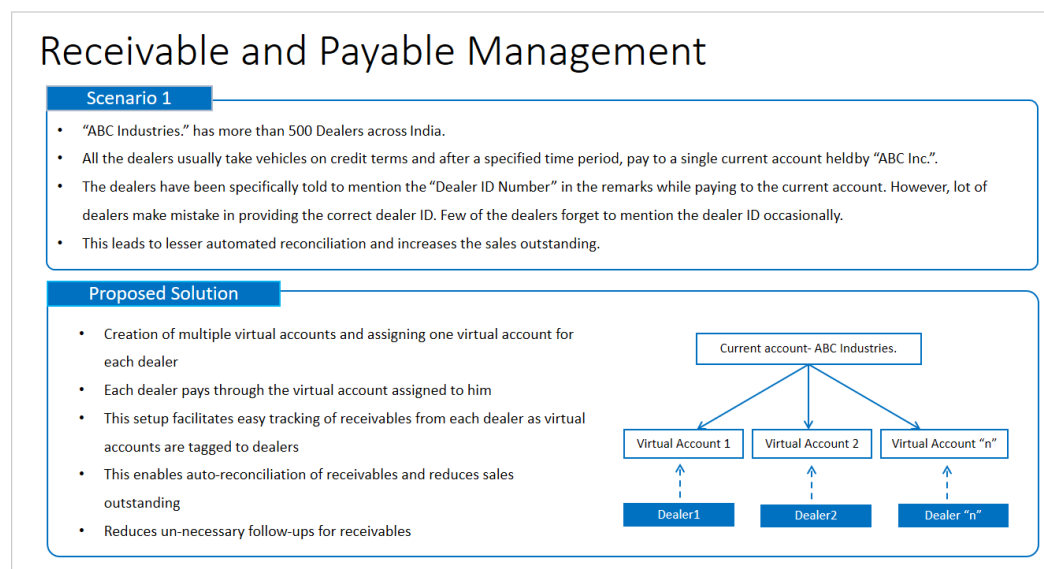 Receivable and Payable Management
Scenario 1
• “ABC Industries.” has more than 500 Dealers across India.
• All the dealers usually take vehicles on credit terms and after a specified time period, pay to a single current account heldby “ABC Inc.”.
• The dealers have been specifically told to mention the “Dealer ID Number” in the remarks while paying to the current account. However, lot of
dealers make mistake in providing the correct dealer ID. Few of the dealers forget to mention the dealer ID occasionally.
• This leads to lesser automated reconciliation and increases the sales outstanding.
Proposed Solution
• Creation of multiple virtual accounts and assigning one virtual account for
each dealer
• Each dealer pays through the virtual account assigned to him
• This setup facilitates easy tracking of receivables from each dealer as virtual
accounts are tagged to dealers
• This enables auto-reconciliation of receivables and reduces sales
outstanding
• Reduces un-necessary follow-ups for receivables
Current account- ABC Industries.
Virtual Account 1
Virtual Account 2
Virtual Account “n”
Dealer1
Dealer2
Dealer “n”